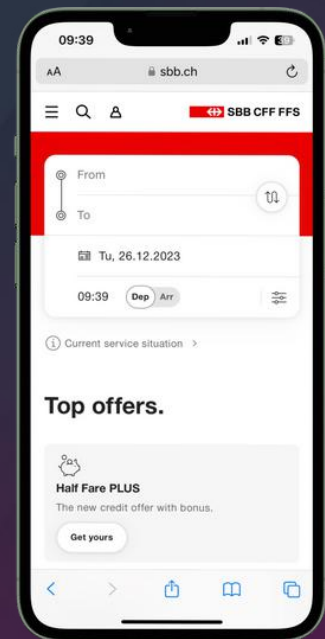 09:39
AA
sbb.ch
SBB CFF FFS
From
To
Tu, 26.12.2023
09:39 Dep Arr
Current service situation >
Top offers.
Half Fare PLUS
The new credit offer with bonus.
Get yours